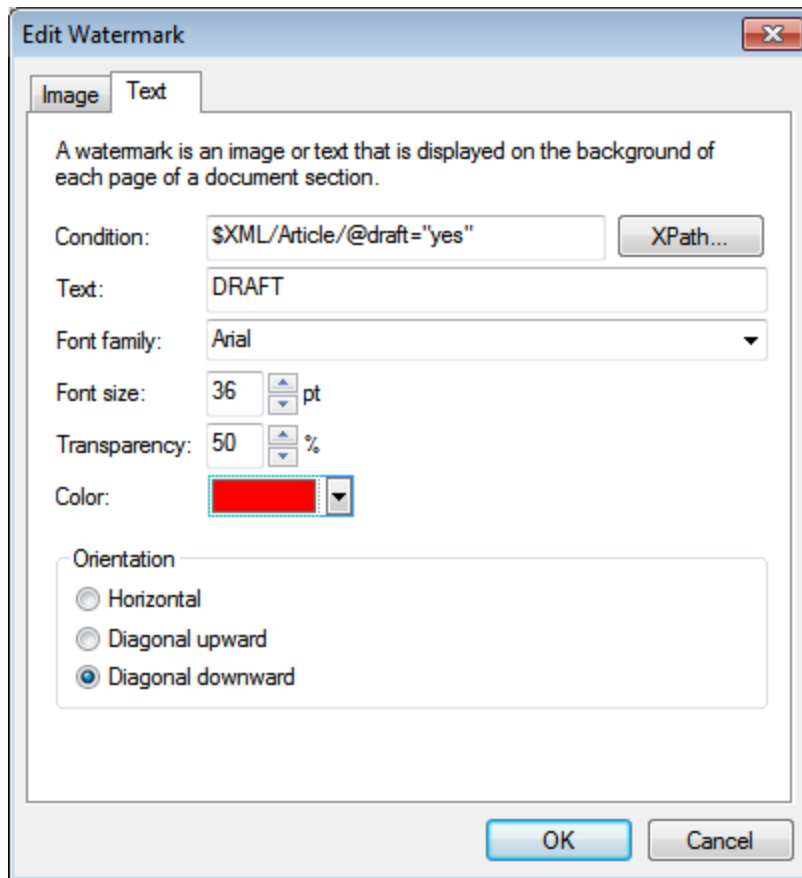 Edit Watermark
Image Text
A watermark is an image or text that is displayed on the background of
each page of a document section.
Condition: $XML/Article/@draft="yes" XPath...
Text: DRAFT
Font family: Arial
Font size: 36 pt
Transparency: 50 %
Color:
Orientation
Horizontal
Diagonal upward
Diagonal downward
OK Cancel